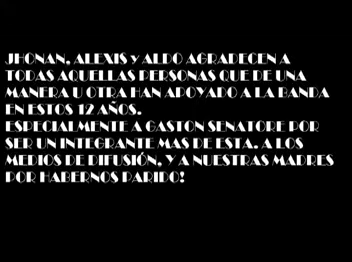 JHONAN, ALEXIS y ALDO AGRADECEN A
TODAS AQUELLAS PERSONAS QUE DE UNA
MANERA U OTRA HAN APOYADO A LA BANDA
EN ESTOS 12 AÑOS.
ESPECIALMENTE A GASTON SENATORE POR
SER UN INTEGRANTE MAS DE ESTA. A LOS
MEDIOS DE DIFUSIÓN, Y A NUESTRAS MADRES
POR HABERNOS PARIDO!